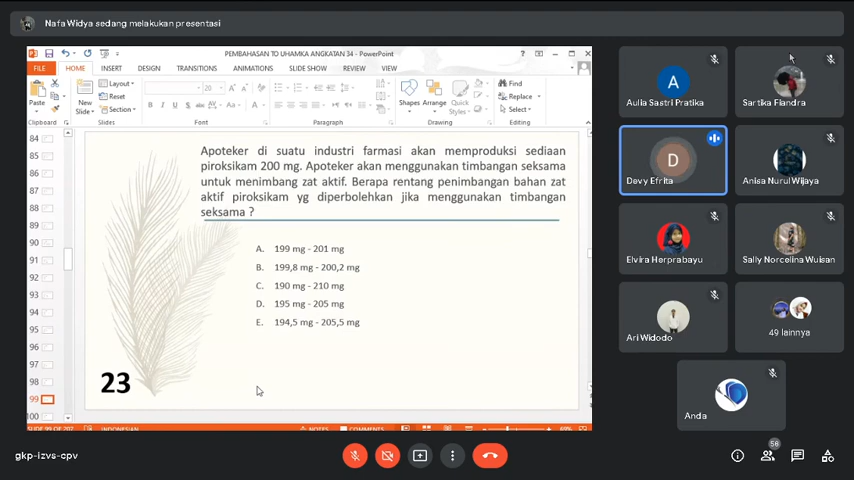 Nafa Widya sedang melakukan presentasi
PEMBAHASAN TO UHAMKA ANGKATAN 34 - PowerPoint
FILE HOME INSERT DESIGN TRANSITIONS ANIMATIONS SLIDE SHOW REVIEW VIEW
Paste
New Slide
Layout
Reset
Section
Shapes
Arrange
Quick Styles
Find
Replace
Select
Clipboard Slides Font Paragraph Drawing Editing
84
85
86
87
88
89
90
91
92
93
94
95
96
97
98
99
100
Apoteker di suatu industri farmasi akan memproduksi sediaan
piroksikam 200 mg. Apoteker akan menggunakan timbangan seksama
untuk menimbang zat aktif. Berapa rentang penimbangan bahan zat
aktif piroksikam yg diperbolehkan jika menggunakan timbangan
seksama ?
A. 199 mg - 201 mg
B. 199,8 mg - 200,2 mg
C. 190 mg - 210 mg
D. 195 mg - 205 mg
E. 194,5 mg - 205,5 mg
23
SLIDE 99 OF 207 INDONESIAN NOTES COMMENTS 69%
A
Aulia Sastri Pratika
Sartika Fiandra
D
Devy Efrita
Anisa Nurul Wijaya
Elvira Herprabayu
Sally Norcelina Wuisan
Ari Widodo
49 lainnya
Anda
gkp-izvs-cpv
58